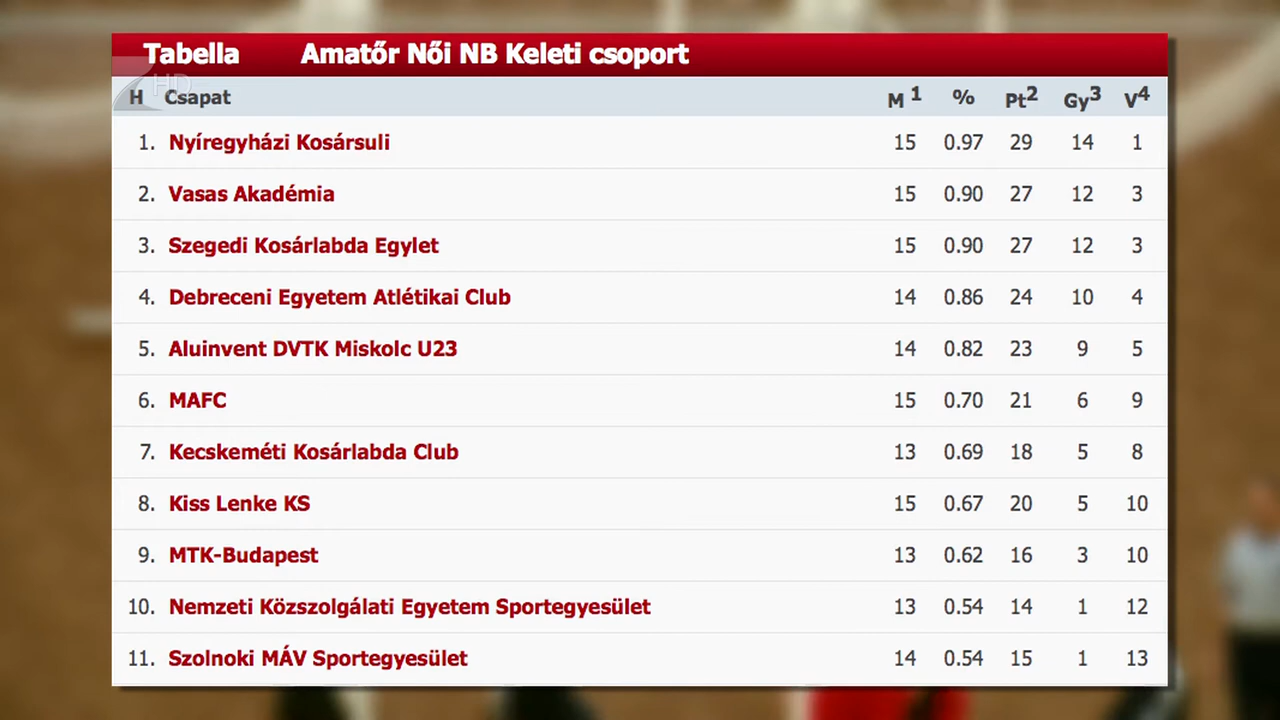 Tabella Amatőr Női NB Keleti csoport
HD
H Csapat M 1 % Pt2 Gy3 V4
1. Nyíregyházi Kosársuli 15 0.97 29 14 1
2. Vasas Akadémia 15 0.90 27 12 3
3. Szegedi Kosárlabda Egylet 15 0.90 27 12 3
4. Debreceni Egyetem Atlétikai Club 14 0.86 24 10 4
5. Aluinvent DVTK Miskolc U23 14 0.82 23 9 5
6. MAFC 15 0.70 21 6 9
7. Kecskeméti Kosárlabda Club 13 0.69 18 5 8
8. Kiss Lenke KS 15 0.67 20 5 10
9. MTK-Budapest 13 0.62 16 3 10
10. Nemzeti Közszolgálati Egyetem Sportegyesület 13 0.54 14 1 12
11. Szolnoki MÁV Sportegyesület 14 0.54 15 1 13